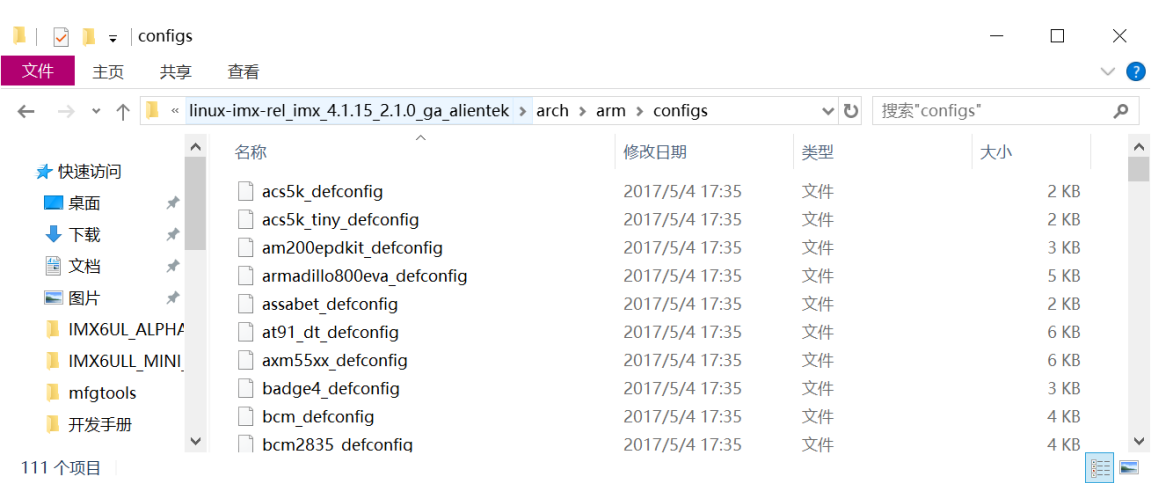 configs
文件 主页 共享 查看
« linux-imx-rel_imx_4.1.15_2.1.0_ga_alientek > arch > arm > configs 搜索"configs"
快速访问
桌面
下载
文档
图片
IMX6UL_ALPHA
IMX6ULL_MINI_
mfgtools
开发手册
名称 修改日期 类型 大小
acs5k_defconfig 2017/5/4 17:35 文件 2 KB
acs5k_tiny_defconfig 2017/5/4 17:35 文件 2 KB
am200epdkit_defconfig 2017/5/4 17:35 文件 3 KB
armadillo800eva_defconfig 2017/5/4 17:35 文件 5 KB
assabet_defconfig 2017/5/4 17:35 文件 2 KB
at91_dt_defconfig 2017/5/4 17:35 文件 6 KB
axm55xx_defconfig 2017/5/4 17:35 文件 6 KB
badge4_defconfig 2017/5/4 17:35 文件 3 KB
bcm_defconfig 2017/5/4 17:35 文件 4 KB
bcm2835_defconfig 2017/5/4 17:35 文件 4 KB
111 个项目